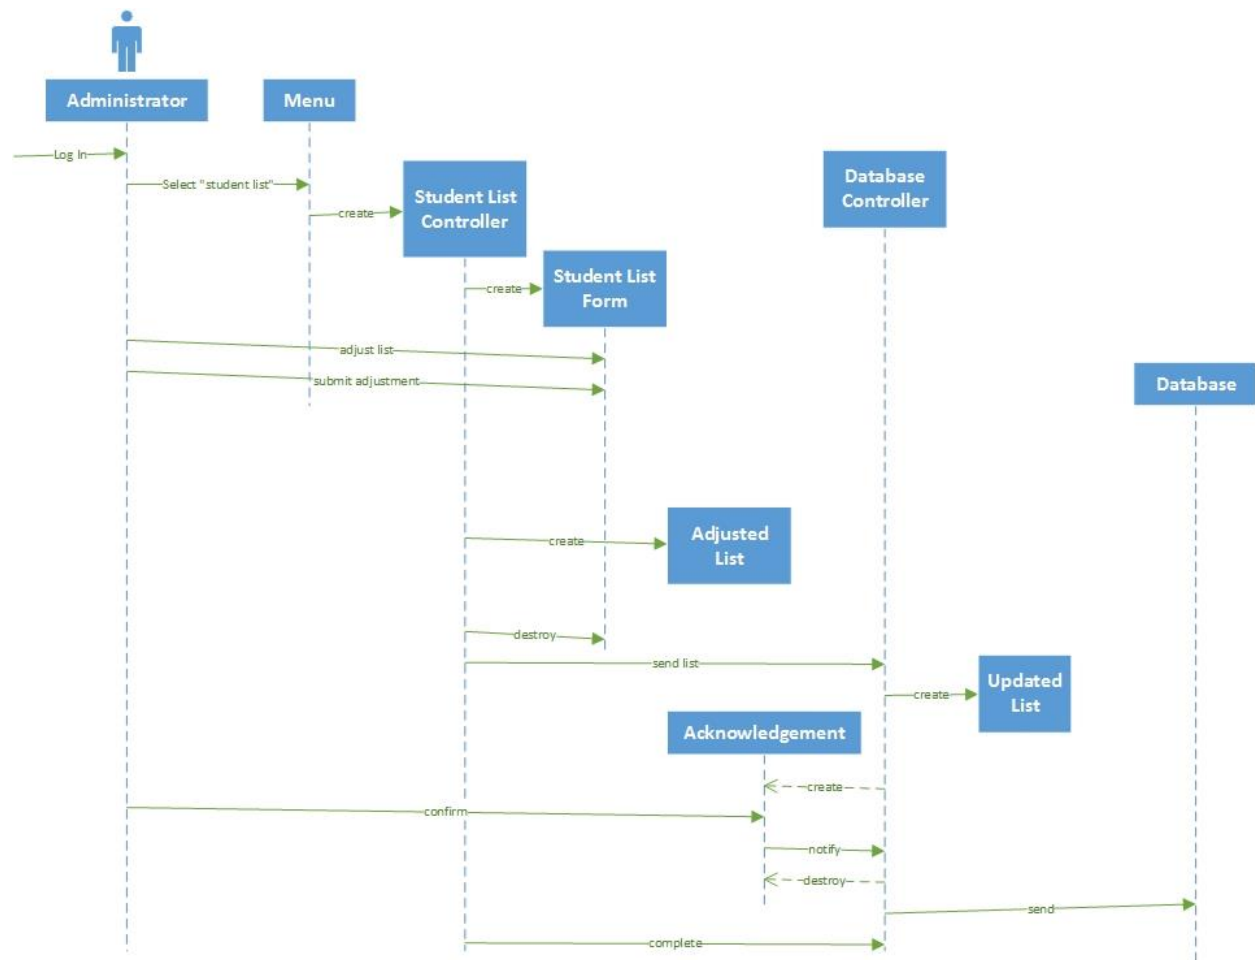 Administrator
Menu
Log In
Select "student list"
create
Student List
Controller
Database
Controller
create
Student List
Form
adjust list
submit adjustment
Database
create
Adjusted
List
destroy
send list
create
Updated
List
Acknowledgement
create
confirm
notify
destroy
send
complete